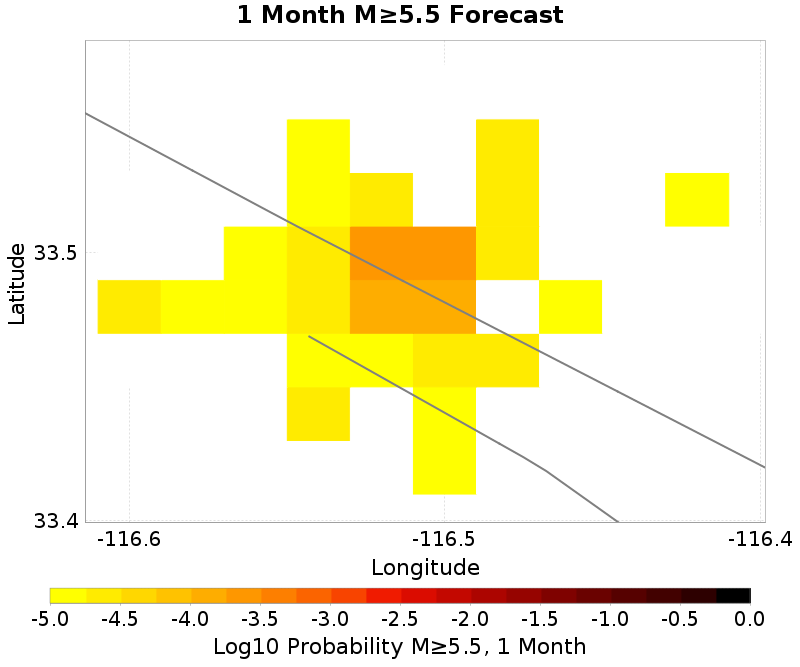 1 Month M≥5.5 Forecast
Latitude
33.5
33.4
-116.6 -116.5 -116.4
Longitude
-5.0 -4.5 -4.0 -3.5 -3.0 -2.5 -2.0 -1.5 -1.0 -0.5 0.0
Log10 Probability M≥5.5, 1 Month